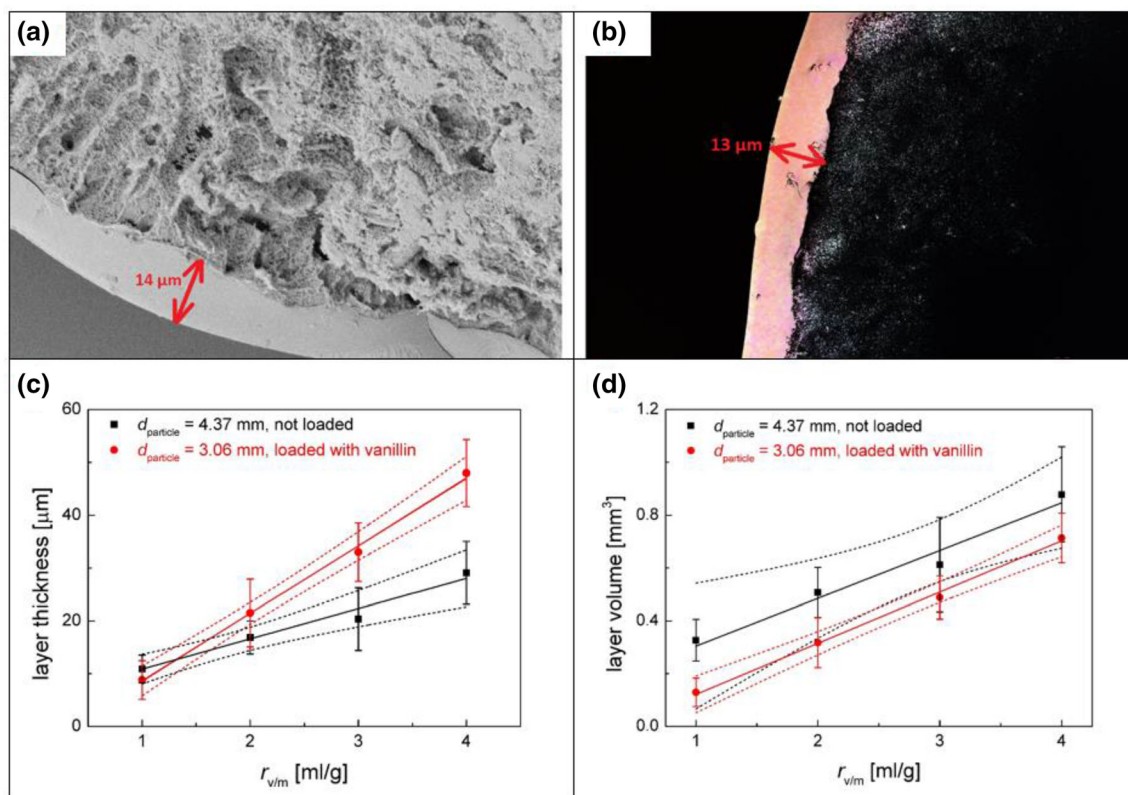 (a)
14 µm
(b)
13 µm
(c)
60
40
20
0
layer thickness [µm]
■ d_particle = 4.37 mm, not loaded
● d_particle = 3.06 mm, loaded with vanillin
1 2 3 4
r_v/m [ml/g]
(d)
1.2
0.8
0.4
0.0
layer volume [mm³]
■ d_particle = 4.37 mm, not loaded
● d_particle = 3.06 mm, loaded with vanillin
1 2 3 4
r_v/m [ml/g]